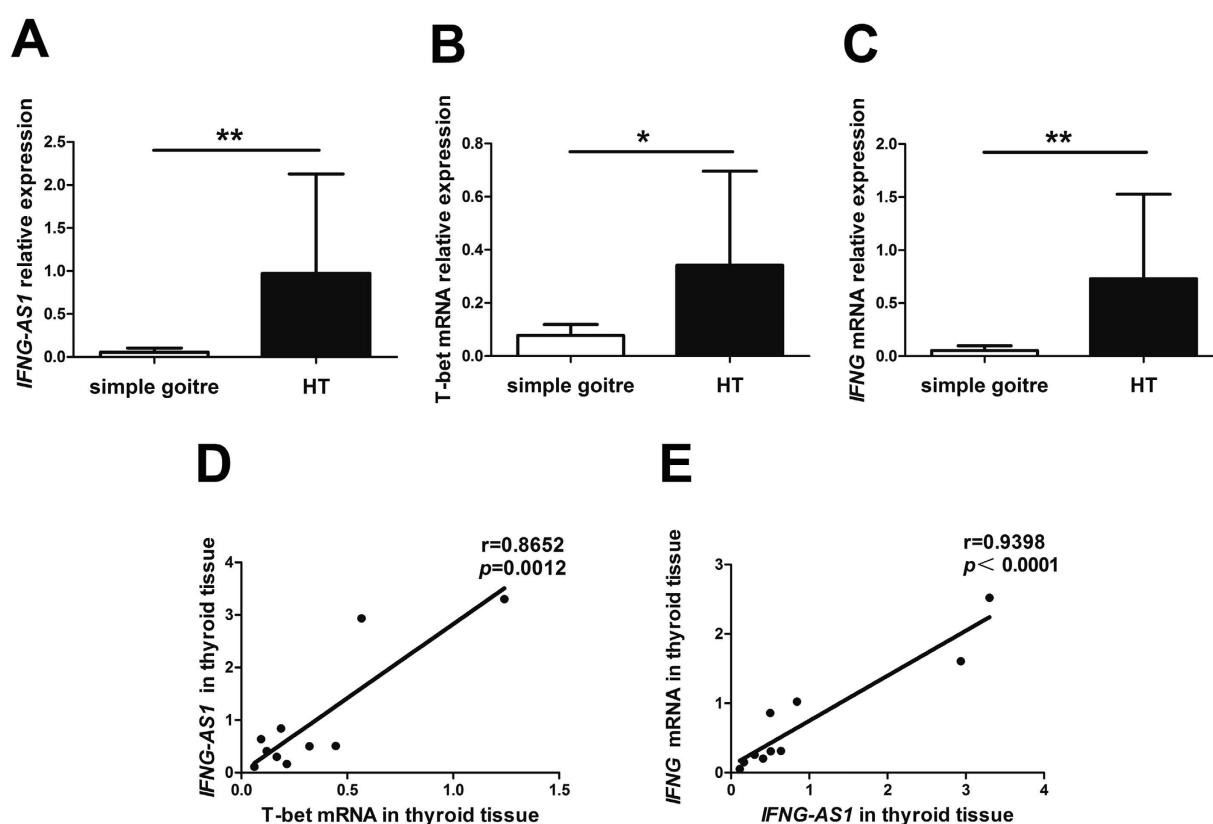 A
B
C
IFNG-AS1 relative expression
2.5
2.0
1.5
1.0
0.5
0.0
**
simple goitre
HT
T-bet mRNA relative expression
0.8
0.6
0.4
0.2
0.0
*
simple goitre
HT
IFNG mRNA relative expression
2.0
1.5
1.0
0.5
0.0
**
simple goitre
HT
D
IFNG-AS1 in thyroid tissue
4
3
2
1
0
r=0.8652
p=0.0012
0.0
0.5
1.0
1.5
T-bet mRNA in thyroid tissue
E
IFNG mRNA in thyroid tissue
3
2
1
0
r=0.9398
p< 0.0001
0
1
2
3
4
IFNG-AS1 in thyroid tissue